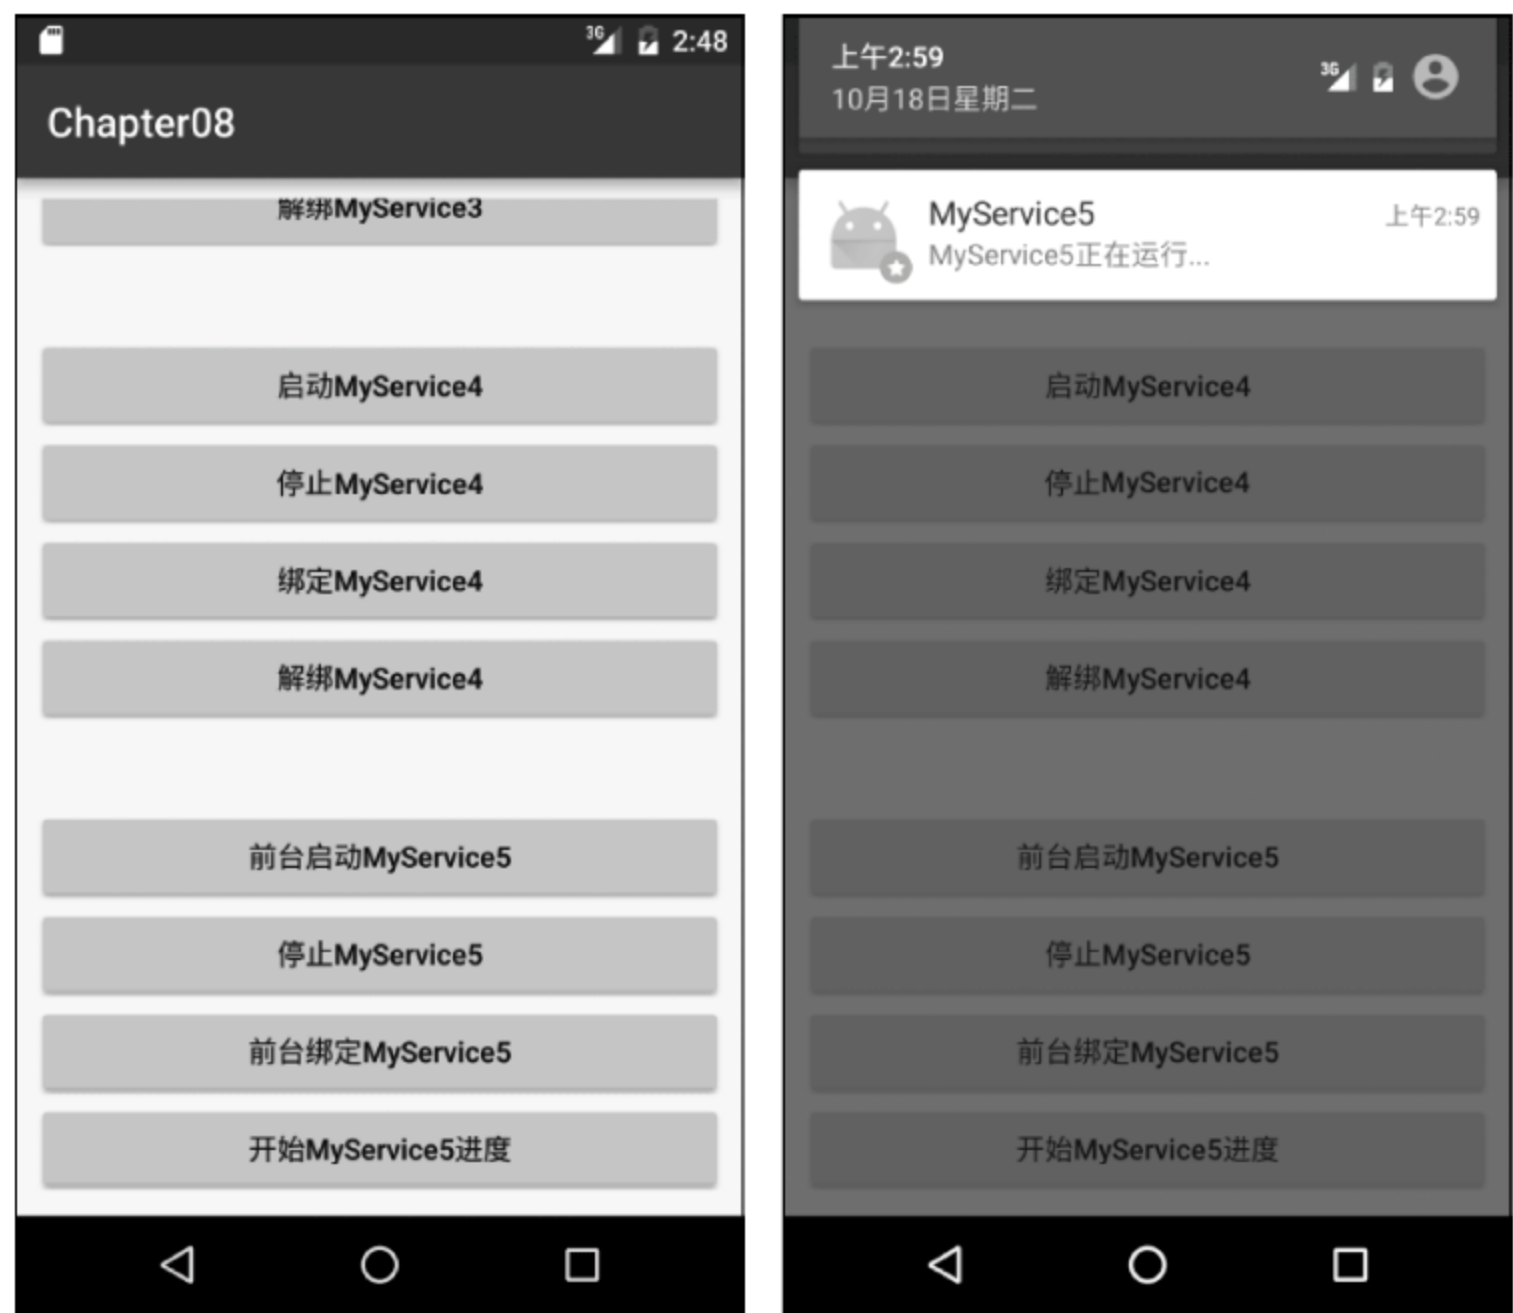 3G 2:48
Chapter08
解绑MyService3
启动MyService4
停止MyService4
绑定MyService4
解绑MyService4
前台启动MyService5
停止MyService5
前台绑定MyService5
开始MyService5进度
上午2:59
3G
10月18日星期二
MyService5 上午2:59
MyService5正在运行...
启动MyService4
停止MyService4
绑定MyService4
解绑MyService4
前台启动MyService5
停止MyService5
前台绑定MyService5
开始MyService5进度